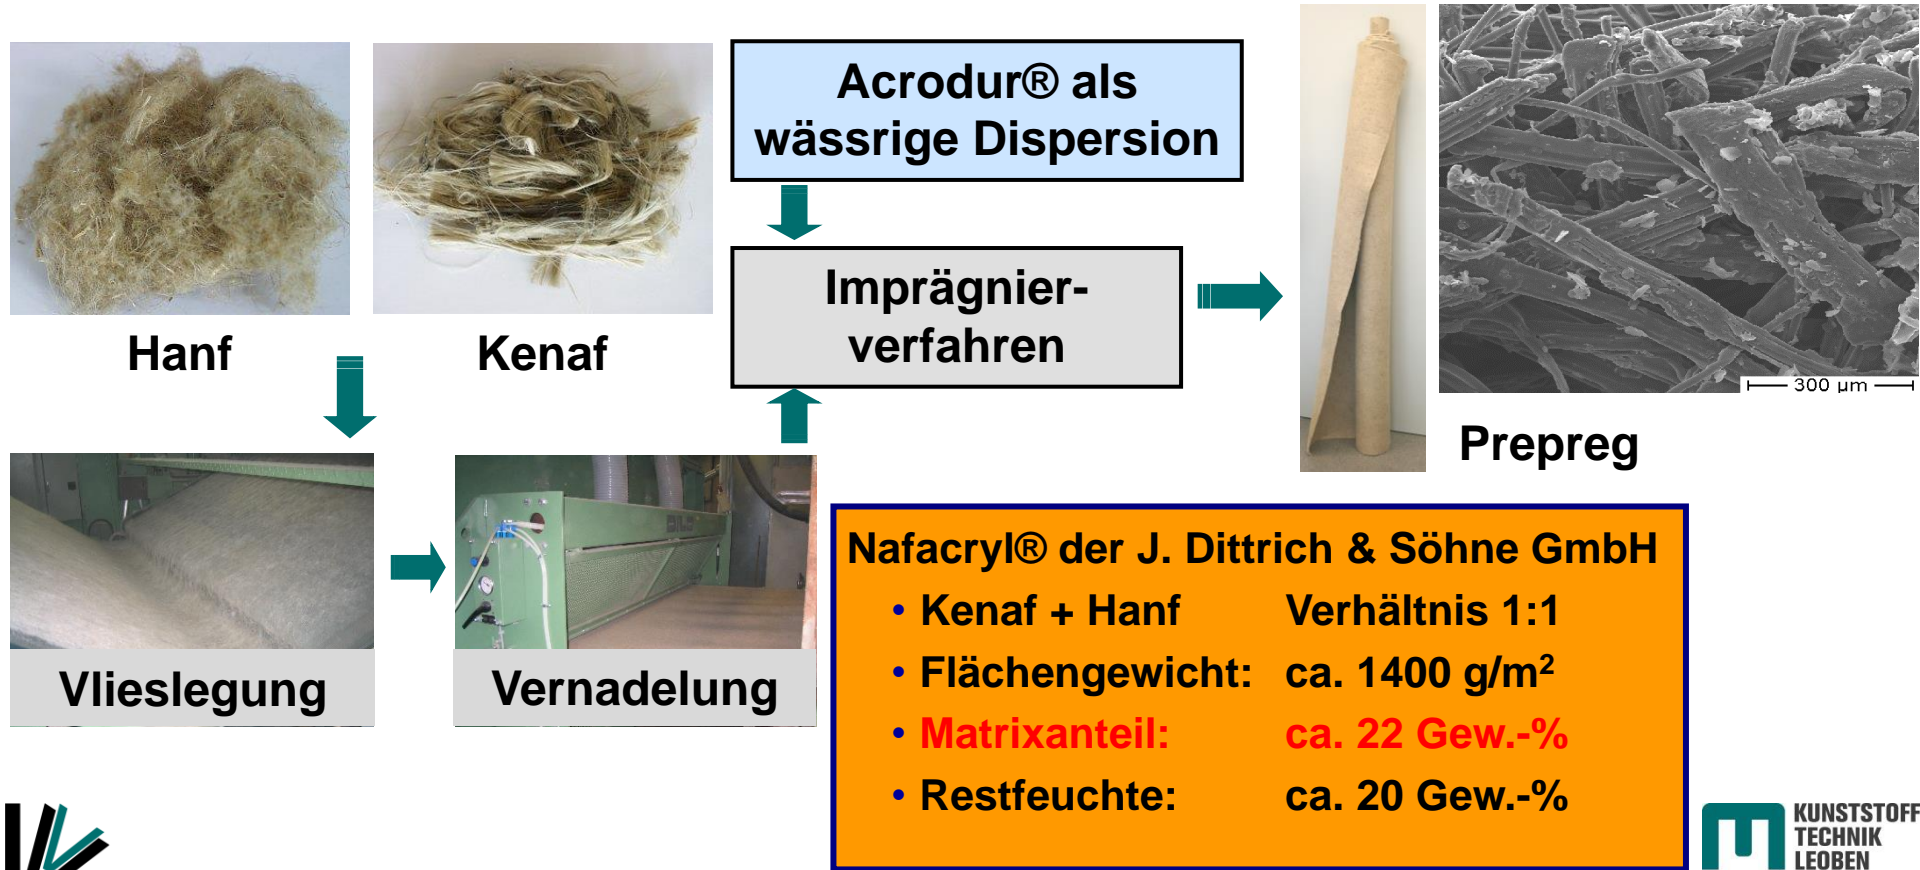 Hanf
Kenaf
Acrodur® als
wässrige Dispersion
Imprägnier-
verfahren
300 µm
Prepreg
Vlieslegung
Vernadelung
Nafacryl® der J. Dittrich & Söhne GmbH
• Kenaf + Hanf Verhältnis 1:1
• Flächengewicht: ca. 1400 g/m²
• Matrixanteil: ca. 22 Gew.-%
• Restfeuchte: ca. 20 Gew.-%
KUNSTSTOFF
TECHNIK
LEOBEN